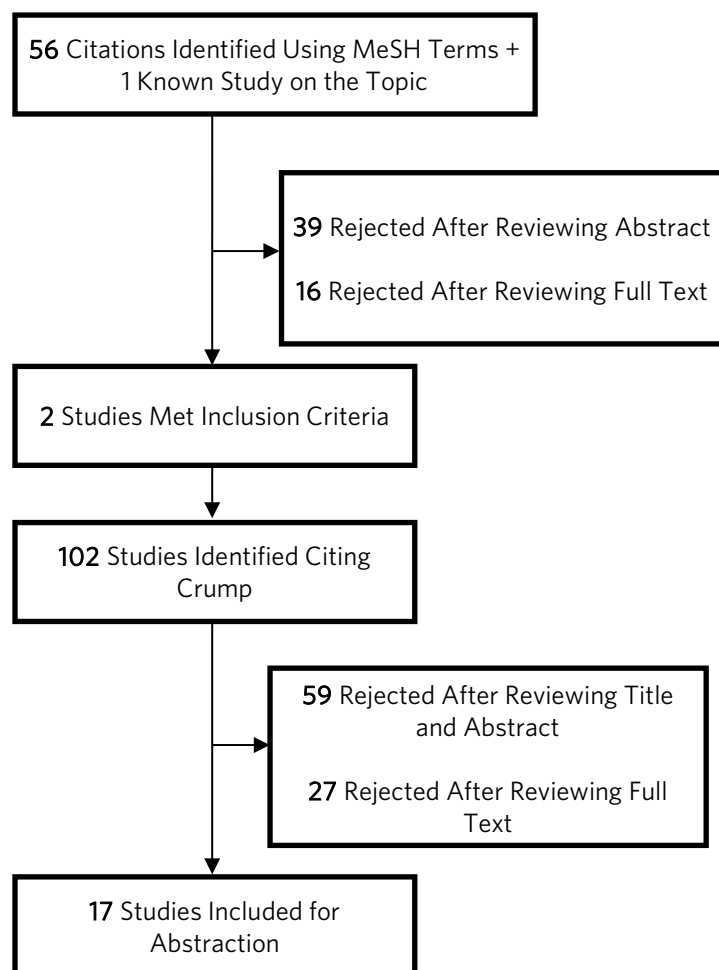 56 Citations Identified Using MeSH Terms +
1 Known Study on the Topic
39 Rejected After Reviewing Abstract
16 Rejected After Reviewing Full Text
2 Studies Met Inclusion Criteria
102 Studies Identified Citing
Crump
59 Rejected After Reviewing Title
and Abstract
27 Rejected After Reviewing Full
Text
17 Studies Included for
Abstraction